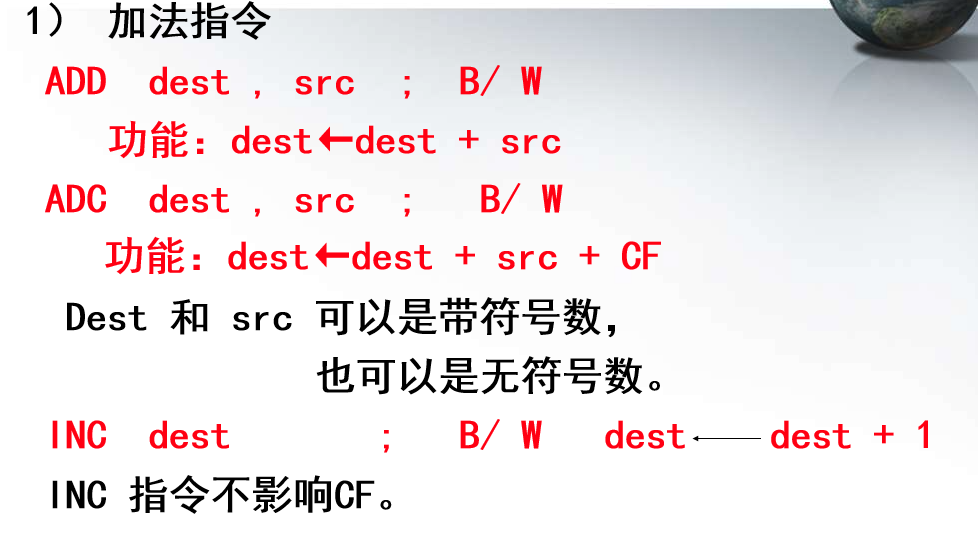 1） 加法指令
ADD dest , src ; B/ W
功能：dest←dest + src
ADC dest , src ; B/ W
功能：dest←dest + src + CF
Dest 和 src 可以是带符号数，
也可以是无符号数。
INC dest ; B/ W dest← dest + 1
INC 指令不影响CF。